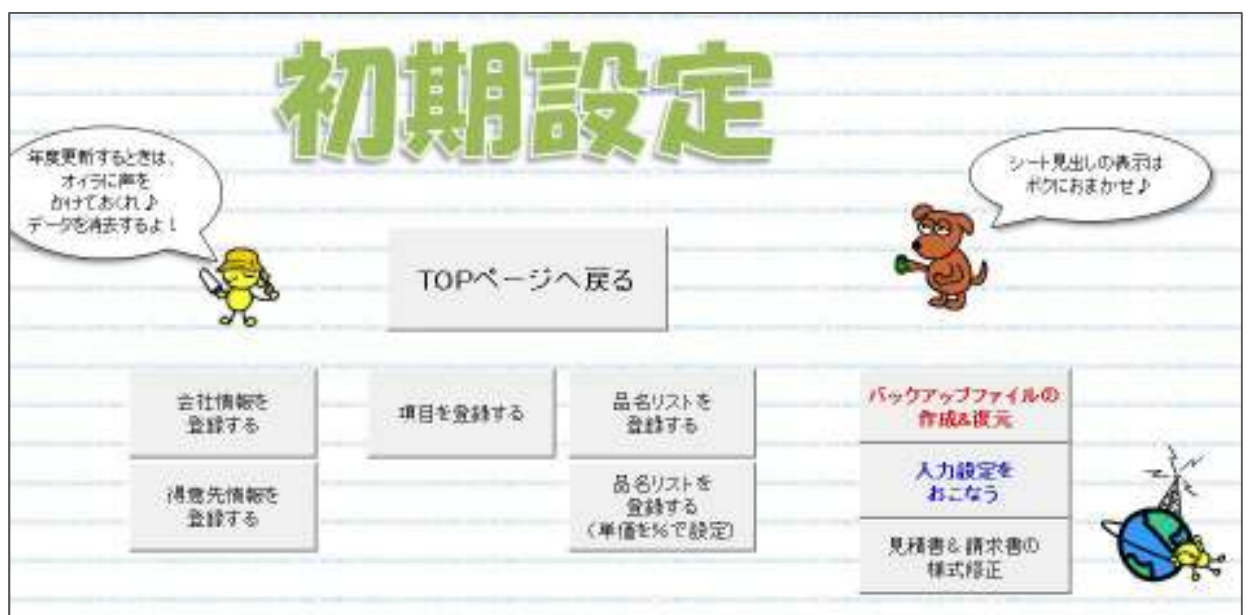 初期設定
年度更新するときは、
オイラに声を
かけておくれ♪
データを消去するよ！
シート見出しの表示は
ボクにおまかせ♪
TOPページへ戻る
会社情報を
登録する
項目を登録する
品名リストを
登録する
バックアップファイルの
作成&復元
得意先情報を
登録する
品名リストを
登録する
(単価を%で設定)
入力設定を
おこなう
見積書&請求書の
様式修正